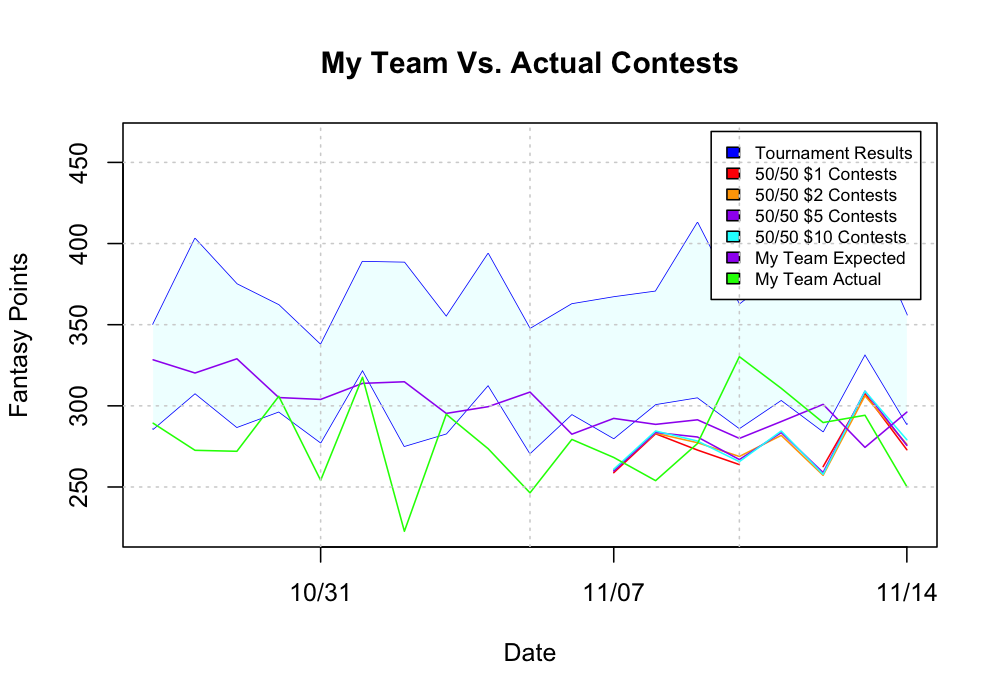 My Team Vs. Actual Contests
Fantasy Points
450
400
350
300
250
Tournament Results
50/50 $1 Contests
50/50 $2 Contests
50/50 $5 Contests
50/50 $10 Contests
My Team Expected
My Team Actual
10/31
11/07
11/14
Date